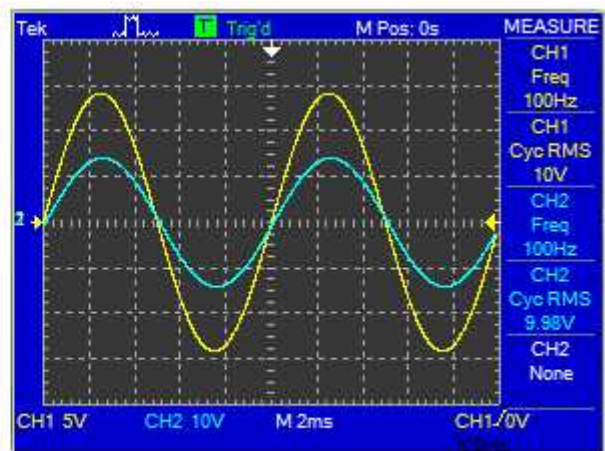 Tek T Trig'd M Pos: 0s MEASURE
CH1
Freq
100Hz
CH1
Cyc RMS
10V
2
CH2
Freq
100Hz
CH2
Cyc RMS
9.98V
CH2
None
CH1 5V CH2 10V M 2ms CH1/0V